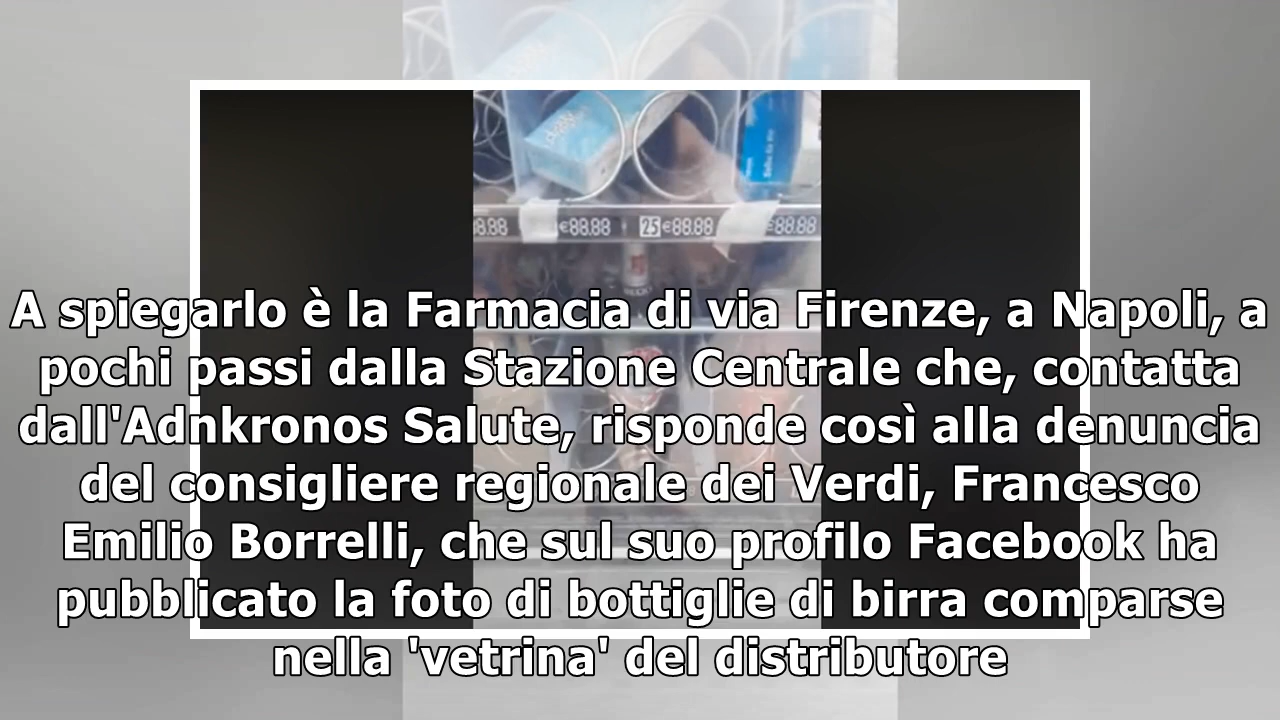 8.88
€88.88
25 €88.88
€88.88
A spiegarlo è la Farmacia di via Firenze, a Napoli, a
pochi passi dalla Stazione Centrale che, contatta
dall'Adnkronos Salute, risponde così alla denuncia
del consigliere regionale dei Verdi, Francesco
Emilio Borrelli, che sul suo profilo Facebook ha
pubblicato la foto di bottiglie di birra comparse
nella 'vetrina' del distributore